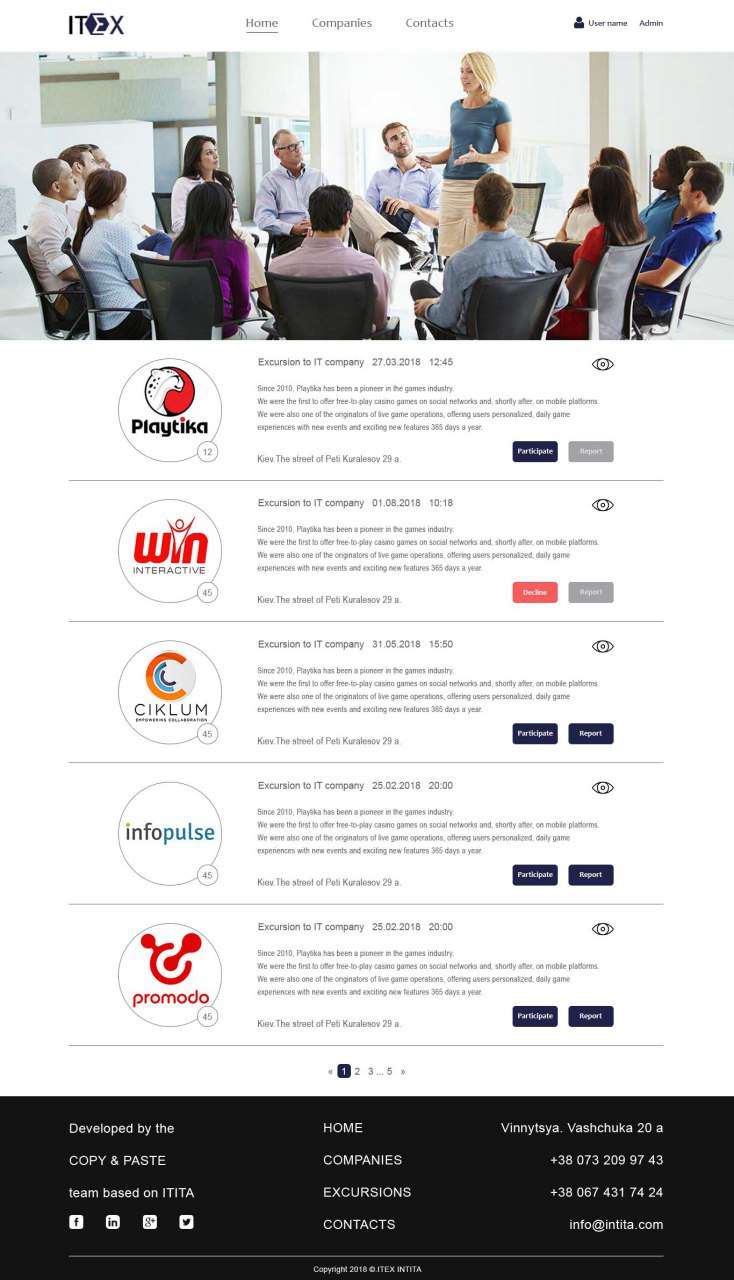 ITEX
Home Companies Contacts
User name Admin
Excursion to IT company 27.03.2018 12:45
Since 2010, Playtika has been a pioneer in the games industry.
We were the first to offer free-to-play casino games on social networks and, shortly after, on mobile platforms.
We were also one of the originators of live game operations, offering users personalized, daily game
experiences with new events and exciting new features 365 days a year.
Playtika
12
Kiev.The street of Peti Kuralesov 29 a.
Participate Report
Excursion to IT company 01.08.2018 10:18
Since 2010, Playtika has been a pioneer in the games industry.
We were the first to offer free-to-play casino games on social networks and, shortly after, on mobile platforms.
We were also one of the originators of live game operations, offering users personalized, daily game
experiences with new events and exciting new features 365 days a year.
win
INTERACTIVE
45
Kiev.The street of Peti Kuralesov 29 a.
Decline Report
Excursion to IT company 31.05.2018 15:50
Since 2010, Playtika has been a pioneer in the games industry.
We were the first to offer free-to-play casino games on social networks and, shortly after, on mobile platforms.
We were also one of the originators of live game operations, offering users personalized, daily game
experiences with new events and exciting new features 365 days a year.
CIKLUM
EMPOWERING COLLABORATION
45
Kiev.The street of Peti Kuralesov 29 a.
Participate Report
Excursion to IT company 25.02.2018 20:00
Since 2010, Playtika has been a pioneer in the games industry.
We were the first to offer free-to-play casino games on social networks and, shortly after, on mobile platforms.
We were also one of the originators of live game operations, offering users personalized, daily game
experiences with new events and exciting new features 365 days a year.
infopulse
45
Kiev.The street of Peti Kuralesov 29 a.
Participate Report
Excursion to IT company 25.02.2018 20:00
Since 2010, Playtika has been a pioneer in the games industry.
We were the first to offer free-to-play casino games on social networks and, shortly after, on mobile platforms.
We were also one of the originators of live game operations, offering users personalized, daily game
experiences with new events and exciting new features 365 days a year.
promodo
45
Kiev.The street of Peti Kuralesov 29 a.
Participate Report
« 1 2 3 ... 5 »
Developed by the
COPY & PASTE
team based on ITITA
HOME
COMPANIES
EXCURSIONS
CONTACTS
Vinnytsya. Vashchuka 20 a
+38 073 209 97 43
+38 067 431 74 24
info@intita.com
Copyright 2018 ©.ITEX INTITA